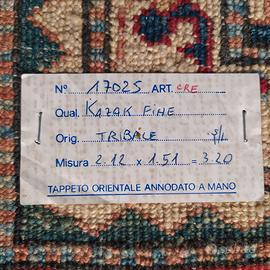 N° 17025 ART. CRE
Qual. KAZAK FINE
Orig. TRIBALE S/L
Misura 2.12 x 1.51 = 3.20
TAPPETO ORIENTALE ANNODATO A MANO